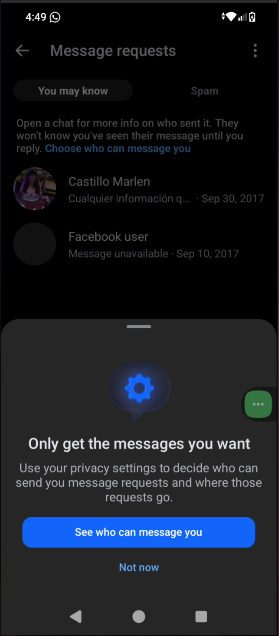 4:49
Message requests
You may know
Spam
Open a chat for more info on who sent it. They
won't know you've seen their message until you
reply. Choose who can message you
Castillo Marlen
Cualquier información q... · Sep 30, 2017
Facebook user
Message unavailable · Sep 10, 2017
Only get the messages you want
Use your privacy settings to decide who can
send you message requests and where those
requests go.
See who can message you
Not now